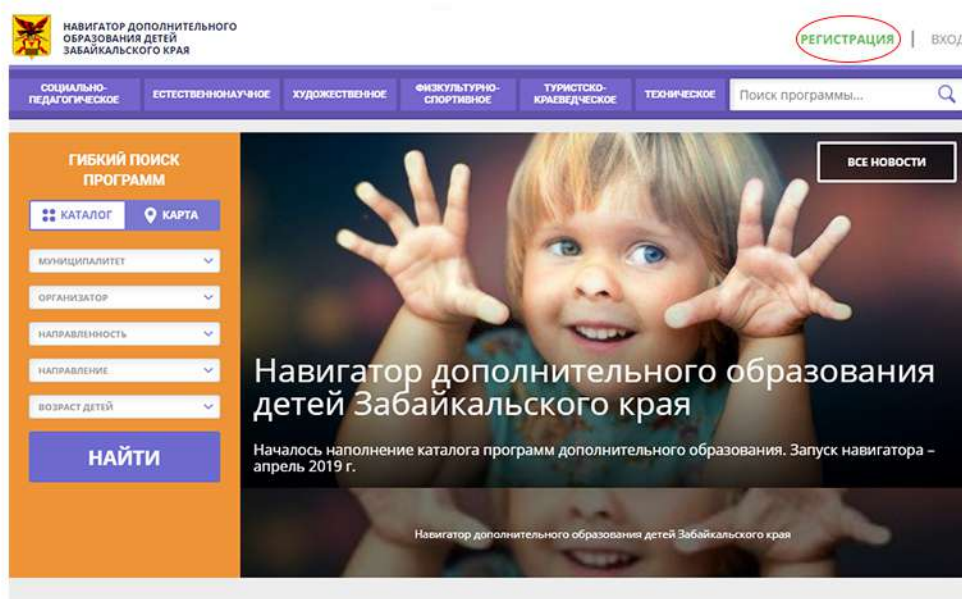 НАВИГАТОР ДОПОЛНИТЕЛЬНОГО
ОБРАЗОВАНИЯ ДЕТЕЙ
ЗАБАЙКАЛЬСКОГО КРАЯ
РЕГИСТРАЦИЯ | ВХОД
СОЦИАЛЬНО-
ПЕДАГОГИЧЕСКОЕ
ЕСТЕСТВЕННОНАУЧНОЕ
ХУДОЖЕСТВЕННОЕ
ФИЗКУЛЬТУРНО-
СПОРТИВНОЕ
ТУРИСТСКО-
КРАЕВЕДЧЕСКОЕ
ТЕХНИЧЕСКОЕ
Поиск программы...
ГИБКИЙ ПОИСК
ПРОГРАММ
КАТАЛОГ
КАРТА
МУНИЦИПАЛИТЕТ
ОРГАНИЗАТОР
НАПРАВЛЕННОСТЬ
НАПРАВЛЕНИЕ
ВОЗРАСТ ДЕТЕЙ
НАЙТИ
ВСЕ НОВОСТИ
Навигатор дополнительного образования
детей Забайкальского края
Началось наполнение каталога программ дополнительного образования. Запуск навигатора –
апрель 2019 г.
Навигатор дополнительного образования детей Забайкальского края